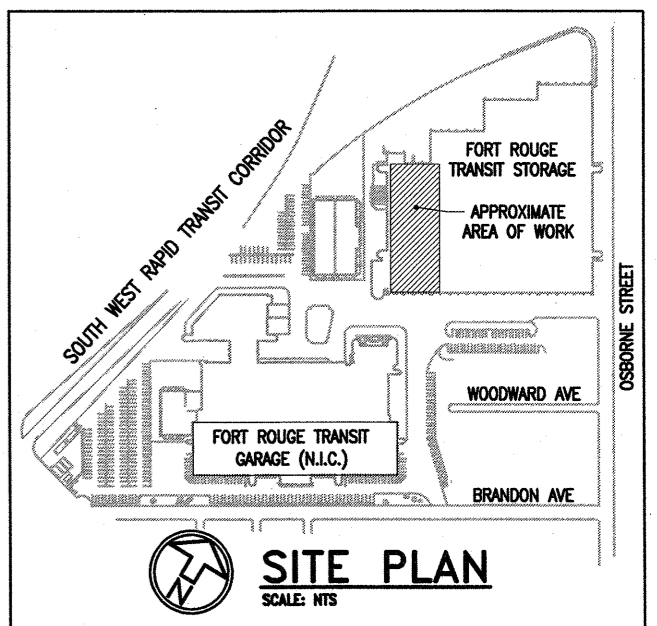 SOUTH WEST RAPID TRANSIT CORRIDOR
FORT ROUGE
TRANSIT STORAGE
APPROXIMATE
AREA OF WORK
OSBORNE STREET
WOODWARD AVE
FORT ROUGE TRANSIT
GARAGE (N.I.C.)
BRANDON AVE
N
SITE PLAN
SCALE: NTS